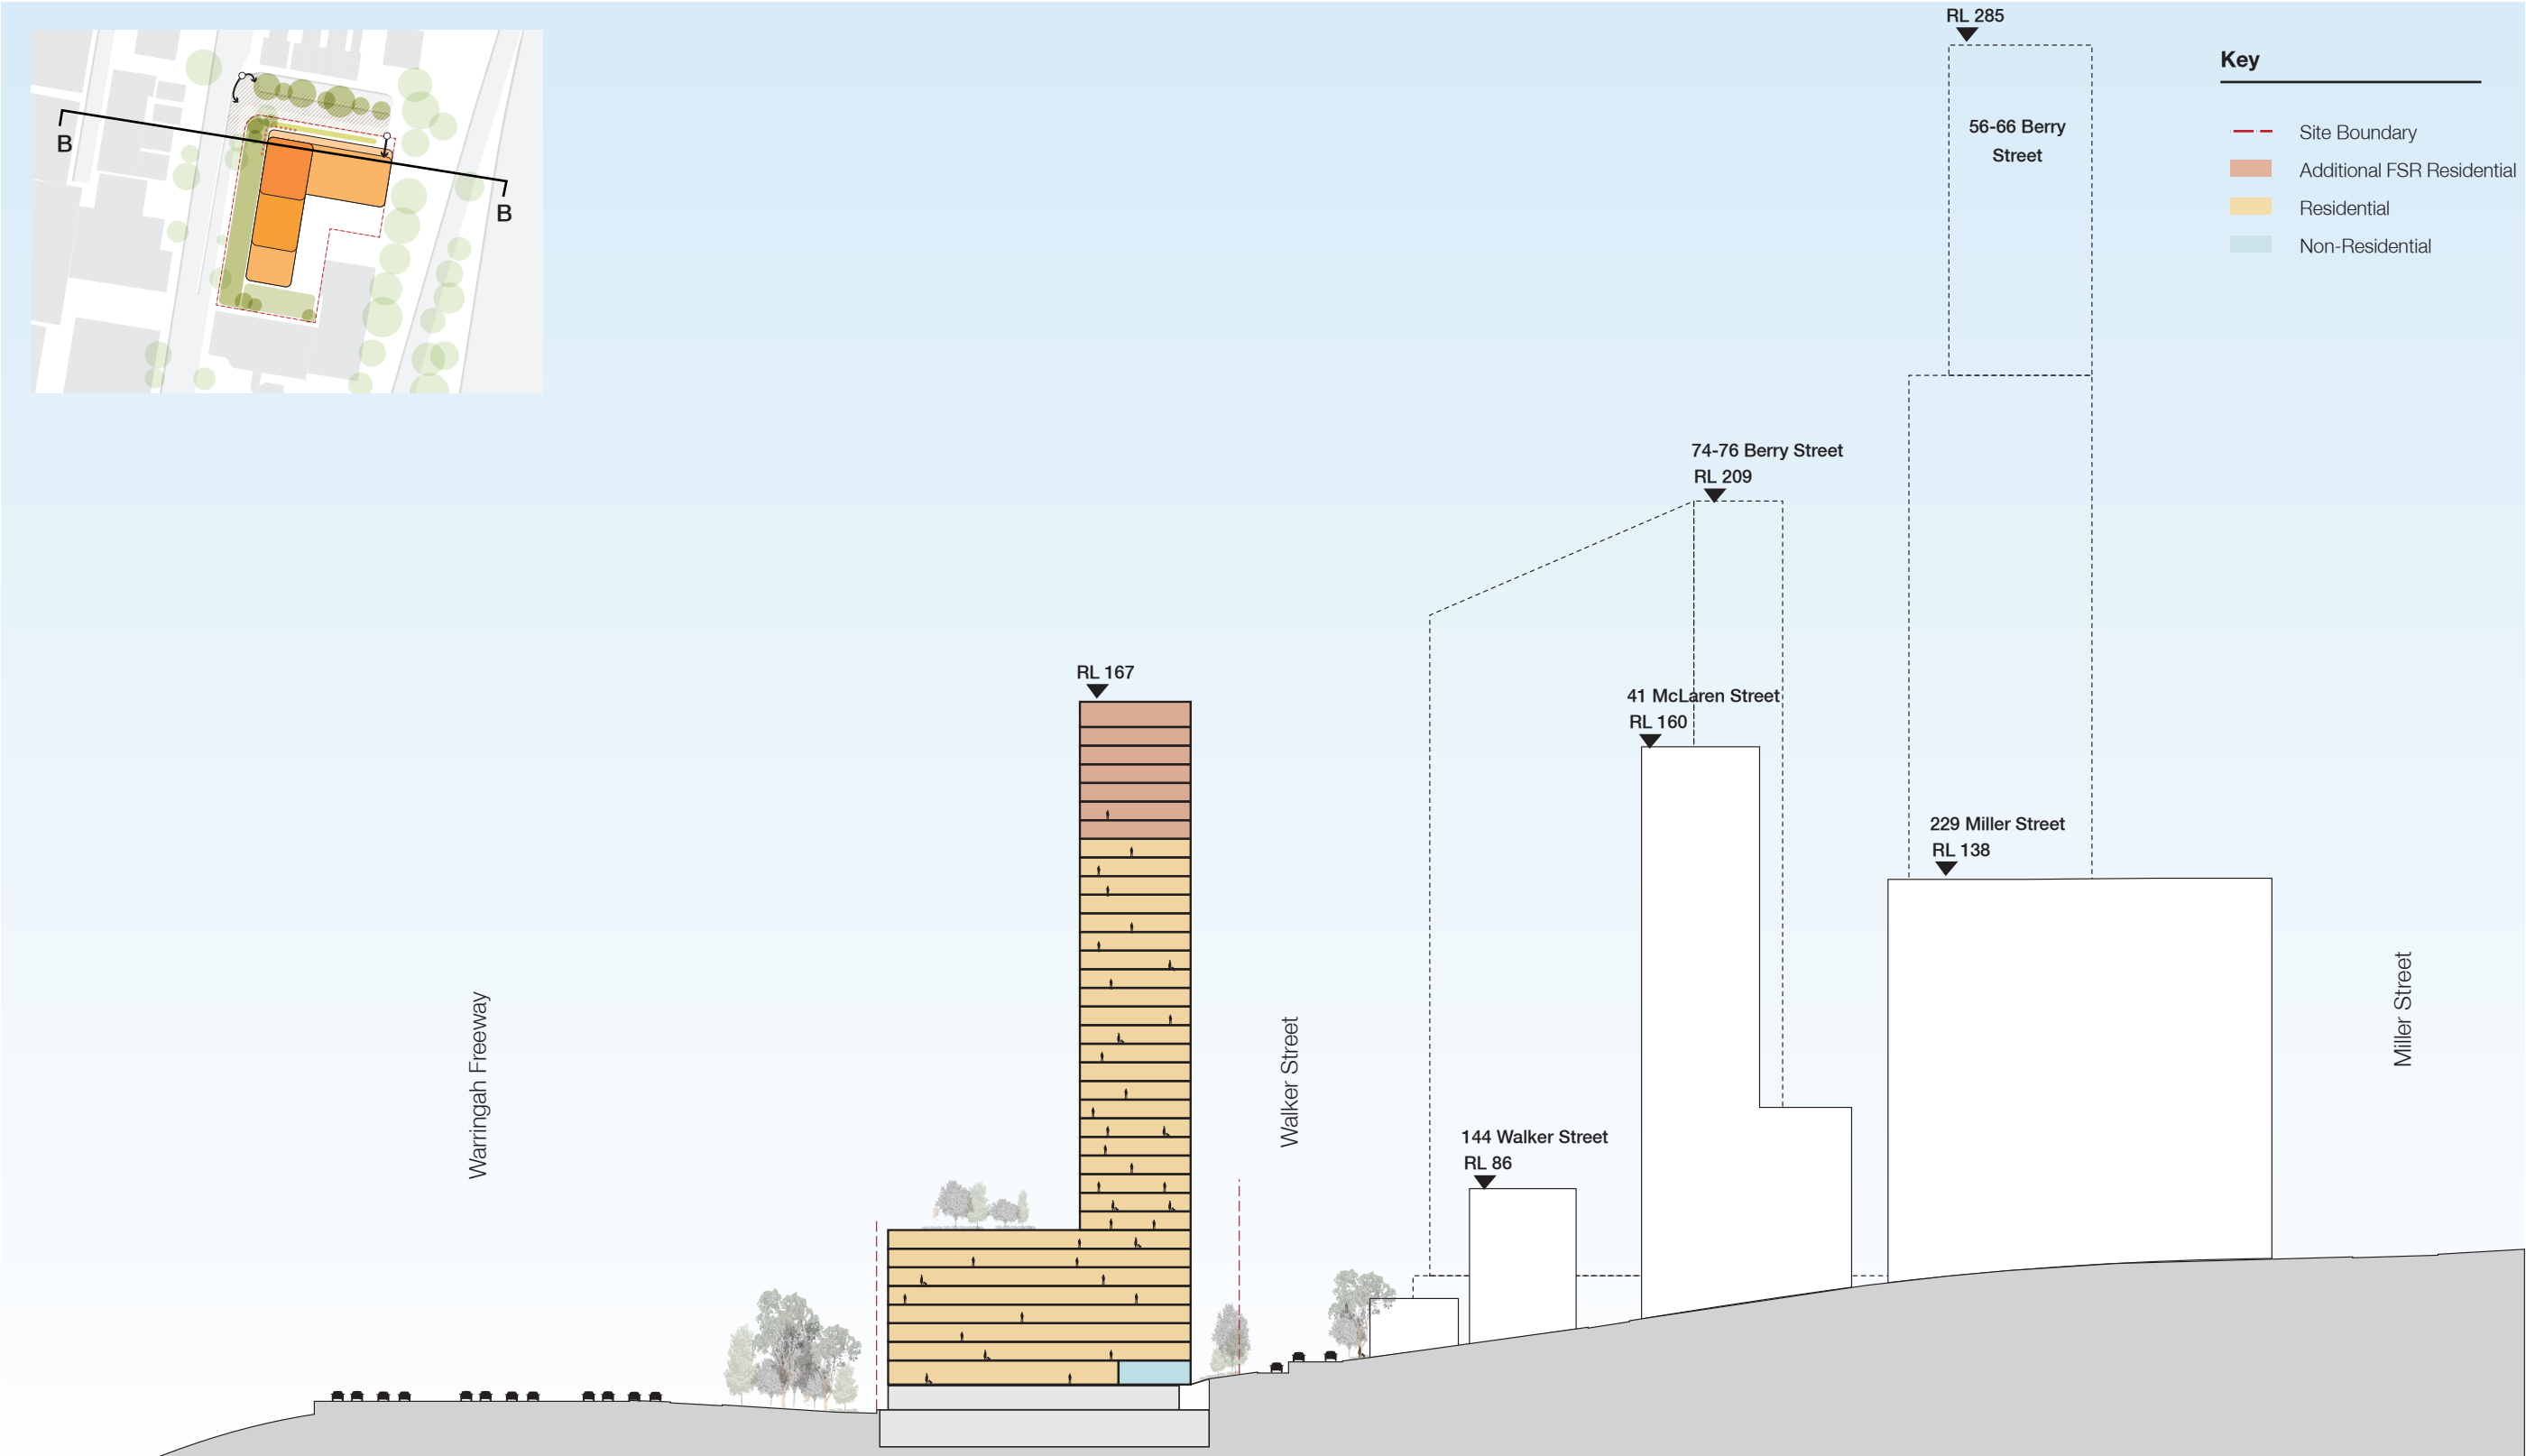 B
B
RL 285
56-66 Berry
Street
Key
Site Boundary
Additional FSR Residential
Residential
Non-Residential
74-76 Berry Street
RL 209
RL 167
41 McLaren Street
RL 160
229 Miller Street
RL 138
144 Walker Street
RL 86
Warringah Freeway
Walker Street
Miller Street